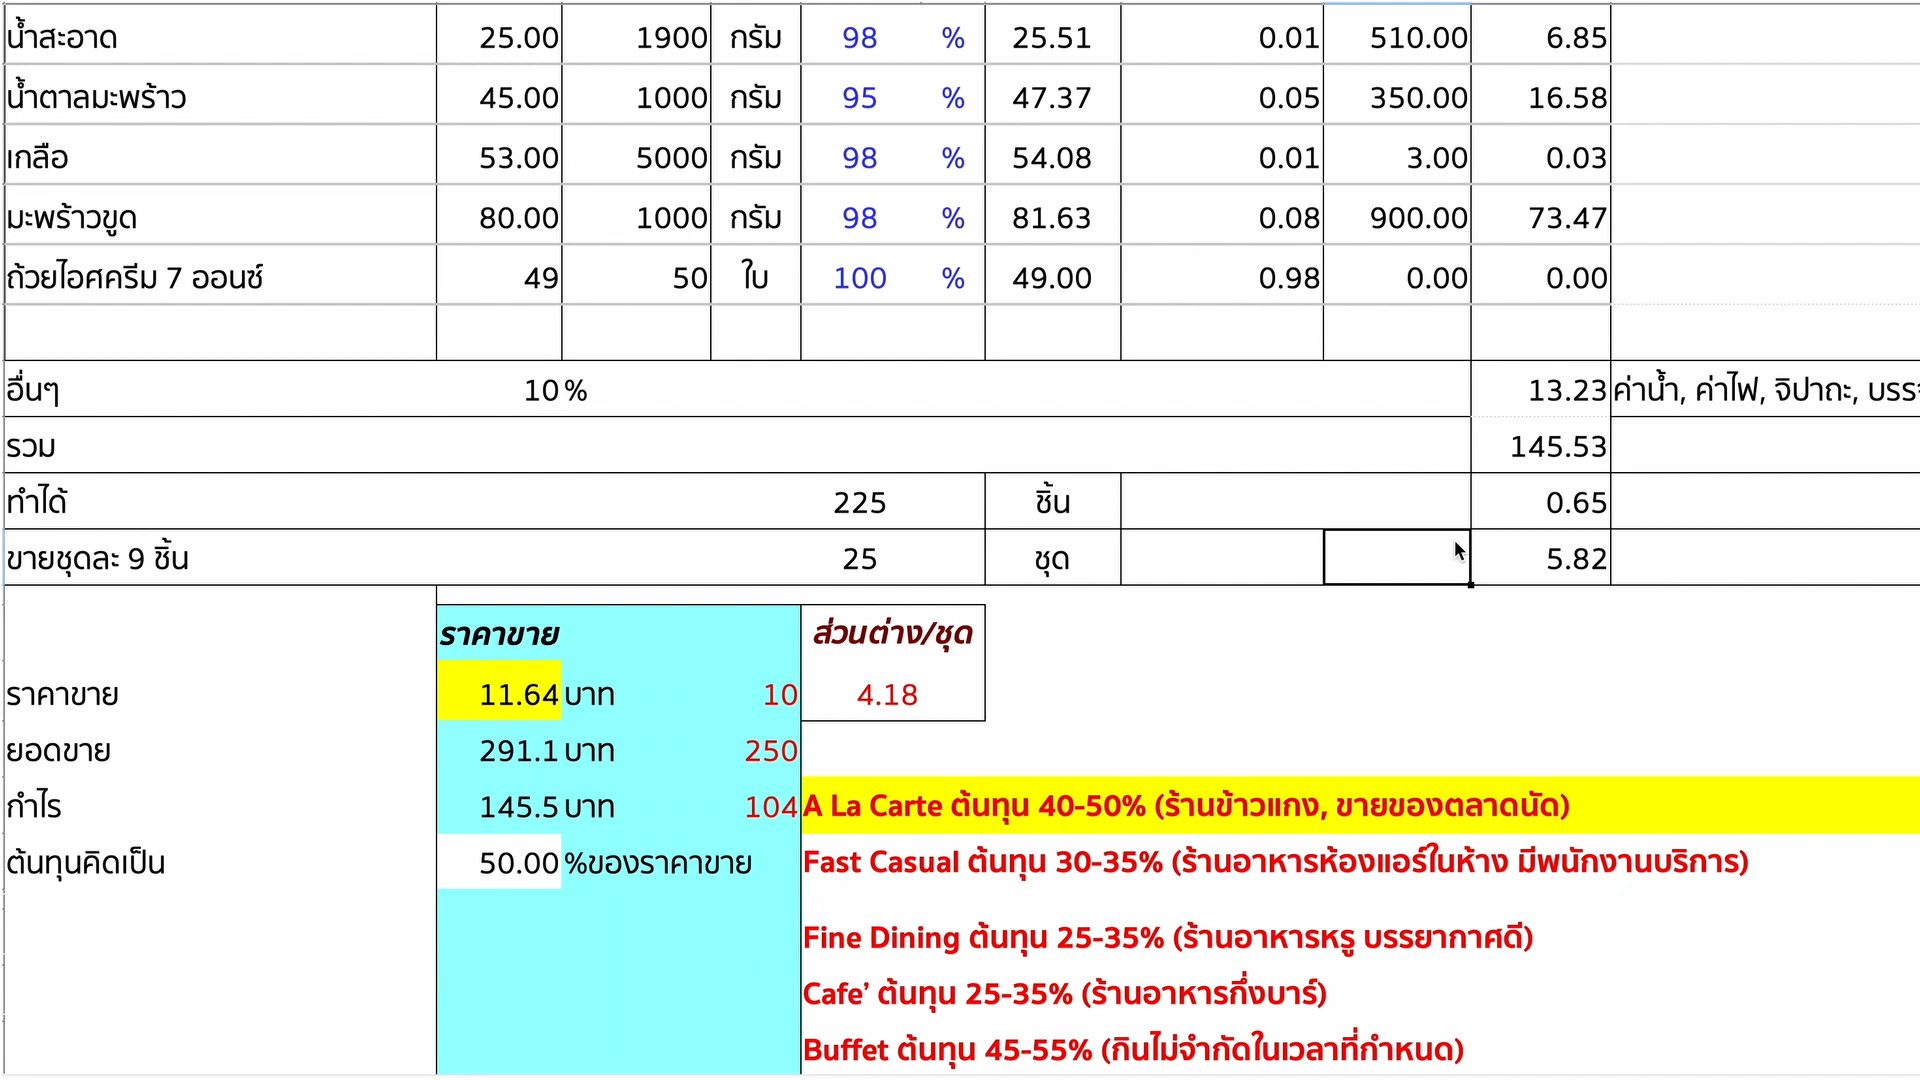 น้ำสะอาด 25.00 1900 กรัม 98 % 25.51 0.01 510.00 6.85
น้ำตาลมะพร้าว 45.00 1000 กรัม 95 % 47.37 0.05 350.00 16.58
เกลือ 53.00 5000 กรัม 98 % 54.08 0.01 3.00 0.03
มะพร้าวขูด 80.00 1000 กรัม 98 % 81.63 0.08 900.00 73.47
ถ้วยไอศครีม 7 ออนซ์ 49 50 ใบ 100 % 49.00 0.98 0.00 0.00
อื่นๆ 10 % 13.23 ค่าน้ำ, ค่าไฟ, จิปาถะ,
รวม 145.53
ทำได้ 225 ชิ้น 0.65
ขายชุดละ 9 ชิ้น 25 ชุด 5.82
ราคาขาย ส่วนต่าง/ชุด
ราคาขาย 11.64 บาท 10 4.18
ยอดขาย 291.1 บาท 250
กำไร 145.5 บาท 104 A La Carte ต้นทุน 40-50% (ร้านข้าวแกง, ขายของตลาดนัด)
ต้นทุนคิดเป็น 50.00 %ของราคาขาย Fast Casual ต้นทุน 30-35% (ร้านอาหารห้องแอร์ในห้าง มีพนักงานบริการ)
Fine Dining ต้นทุน 25-35% (ร้านอาหารหรู บรรยากาศดี)
Cafe’ ต้นทุน 25-35% (ร้านอาหารกึ่งบาร์)
Buffet ต้นทุน 45-55% (กินไม่จำกัดในเวลาที่กำหนด)